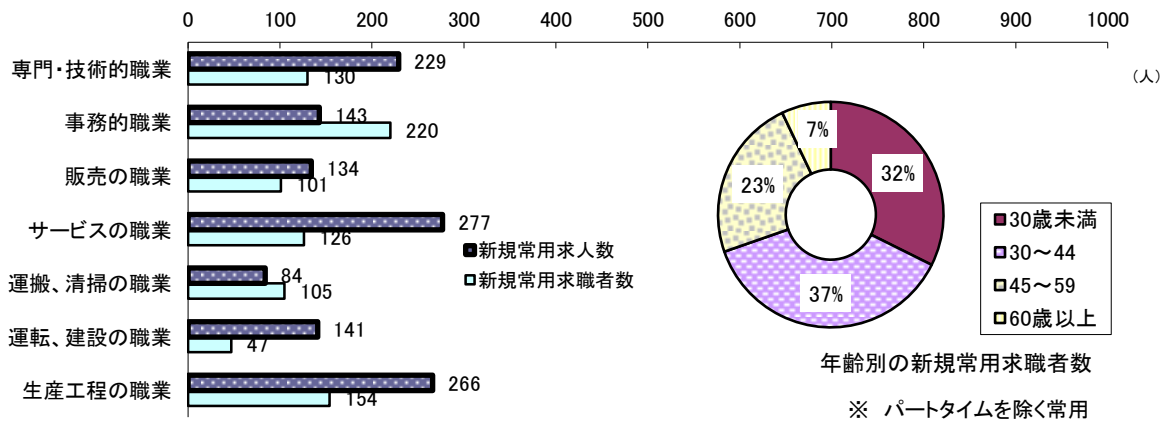 0 100 200 300 400 500 600 700 800 900 1000
(人)
専門・技術的職業 229
130
事務的職業 143
220
販売の職業 134
101
サービスの職業 277
126
運搬、清掃の職業 84
105
運転、建設の職業 141
47
生産工程の職業 266
154
新規常用求人数
新規常用求職者数
7%
32%
23%
37%
30歳未満
30～44
45～59
60歳以上
年齢別の新規常用求職者数
※ パートタイムを除く常用